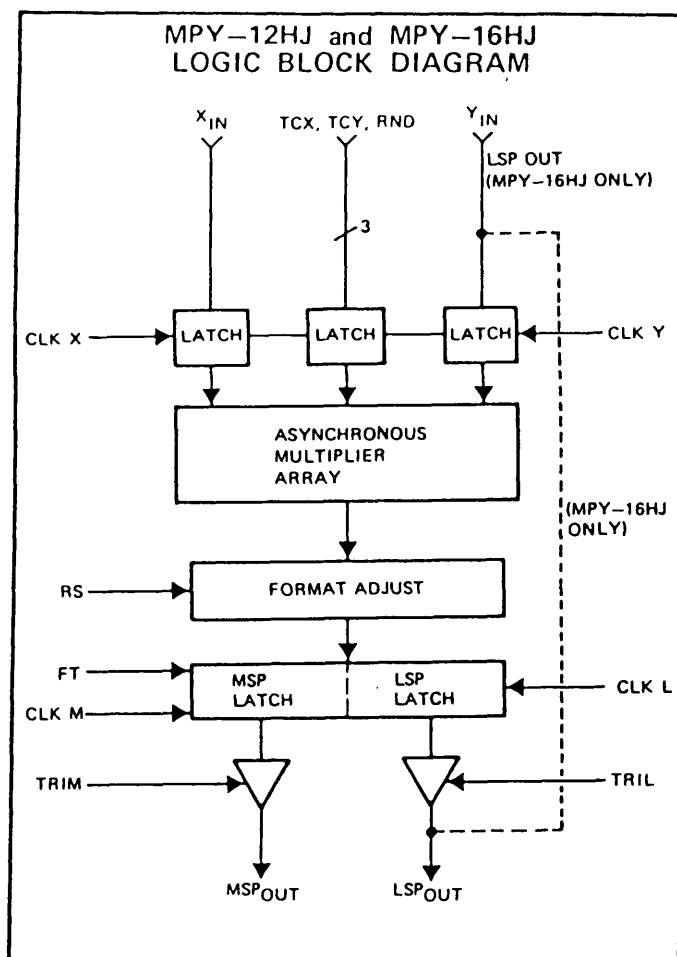 MPY–12HJ and MPY–16HJ
LOGIC BLOCK DIAGRAM
XIN
TCX, TCY, RND
YIN
LSP OUT
(MPY–16HJ ONLY)
3
CLK X
LATCH
LATCH
LATCH
CLK Y
ASYNCHRONOUS
MULTIPLIER
ARRAY
(MPY–16HJ
ONLY)
RS
FORMAT ADJUST
FT
MSP
LATCH
LSP
LATCH
CLK L
CLK M
TRIM
TRIL
MSPOUT
LSPOUT